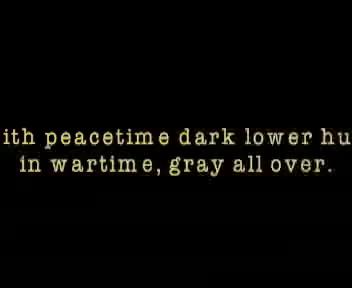 ith peacetime dark lower hu
in wartime, gray all over.